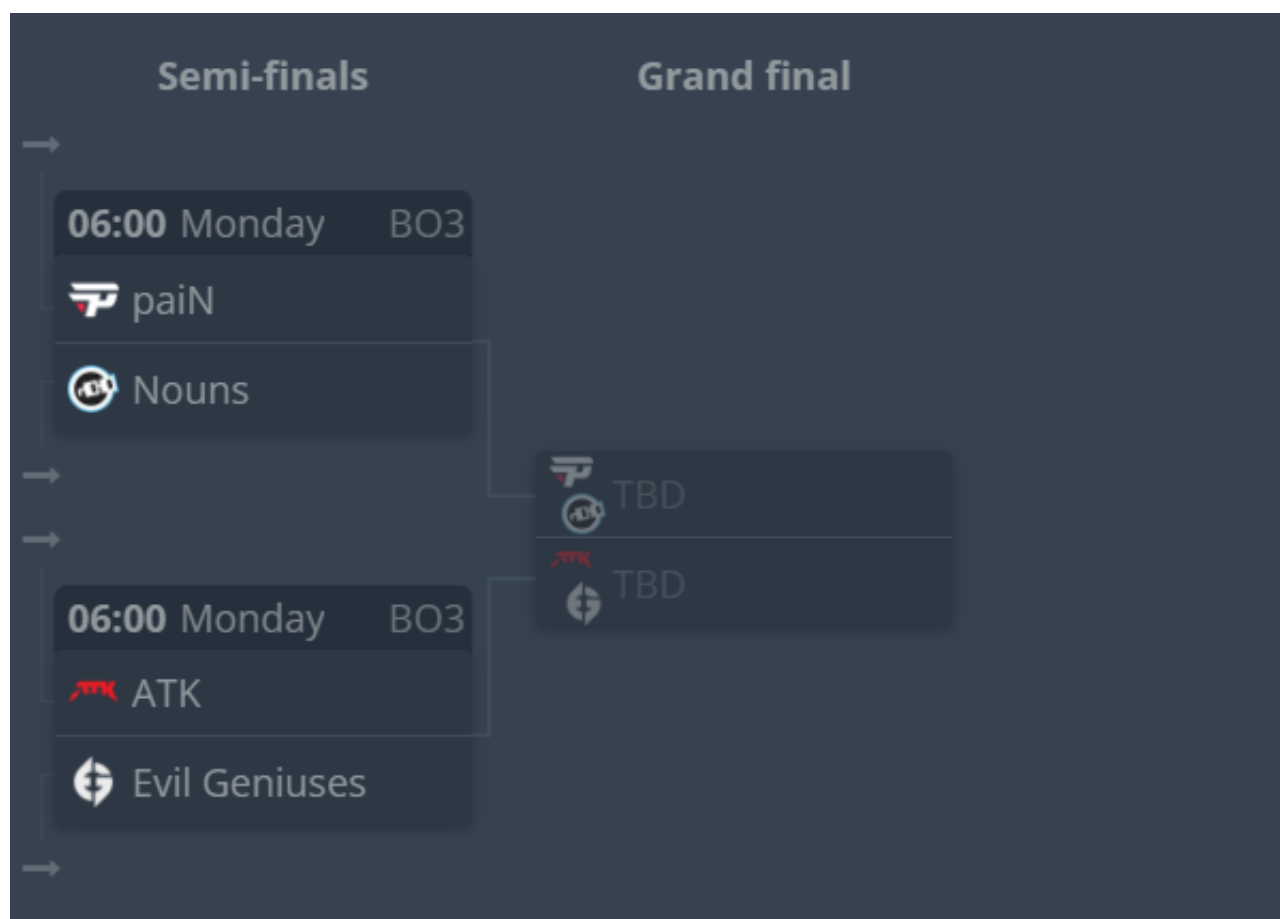 Semi-finals
Grand final
06:00 Monday BO3
paiN
Nouns
TBD
TBD
06:00 Monday BO3
ATK
Evil Geniuses